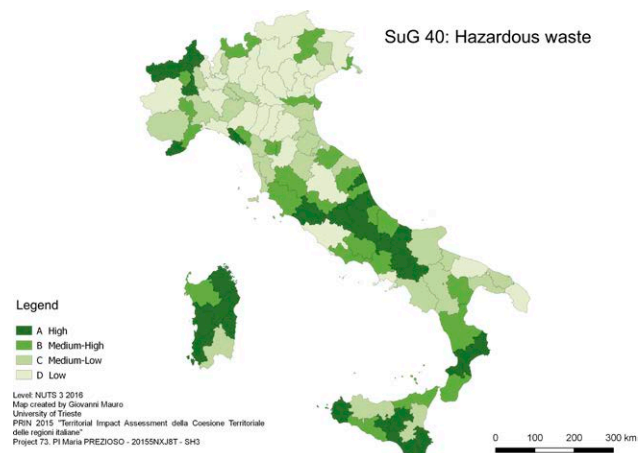 SuG 40: Hazardous waste
Legend
A High
B Medium-High
C Medium-Low
D Low
Level: NUTS 3 2016
Map created by Giovanni Mauro
University of Trieste
PRIN 2015 "Territorial Impact Assessment della Coesione Territoriale
delle regioni italiane"
Project 73. PI Maria PREZIOSO - 20155NXJ8T - SH3
0 100 200 300 km